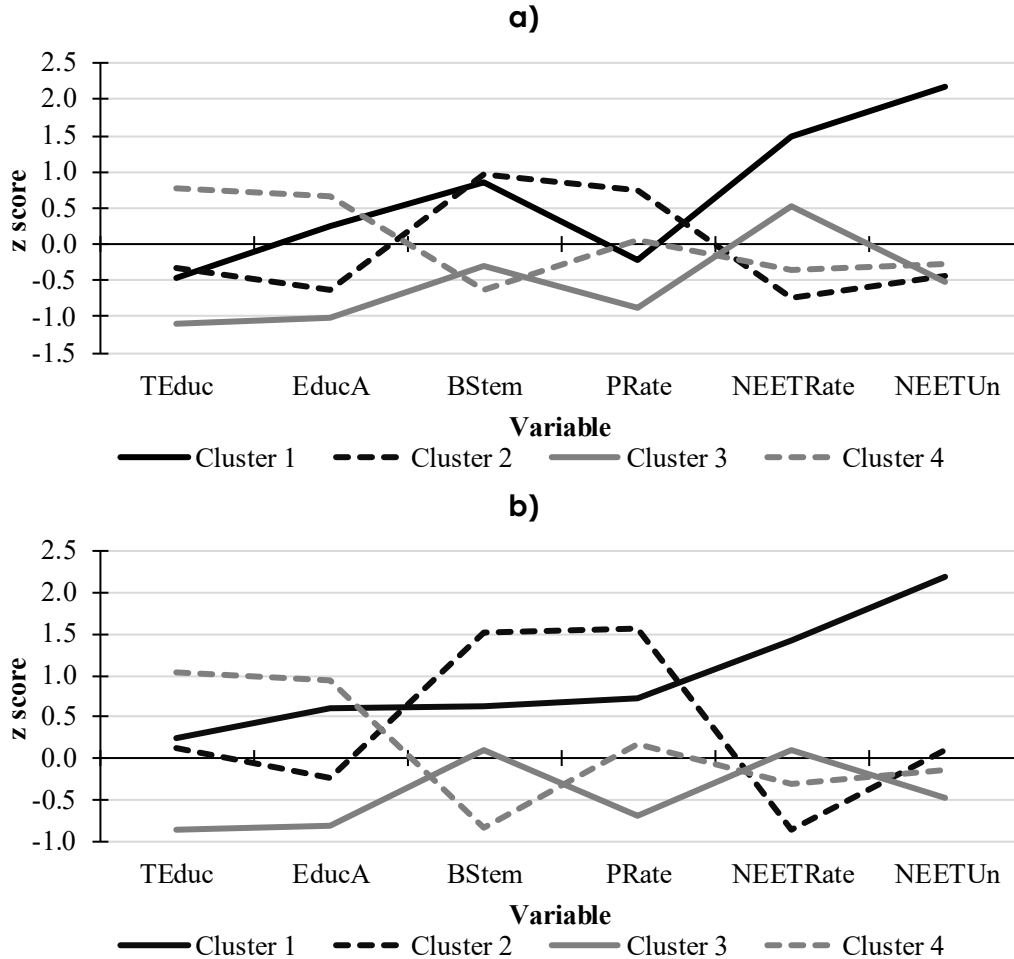 a)
2.5
2.0
1.5
1.0
0.5
0.0
-0.5
-1.0
-1.5
z score
TEduc EducA BStem PRate NEETRate NEETUn
Variable
Cluster 1 Cluster 2 Cluster 3 Cluster 4
b)
2.5
2.0
1.5
1.0
0.5
0.0
-0.5
-1.0
z score
TEduc EducA BStem PRate NEETRate NEETUn
Variable
Cluster 1 Cluster 2 Cluster 3 Cluster 4